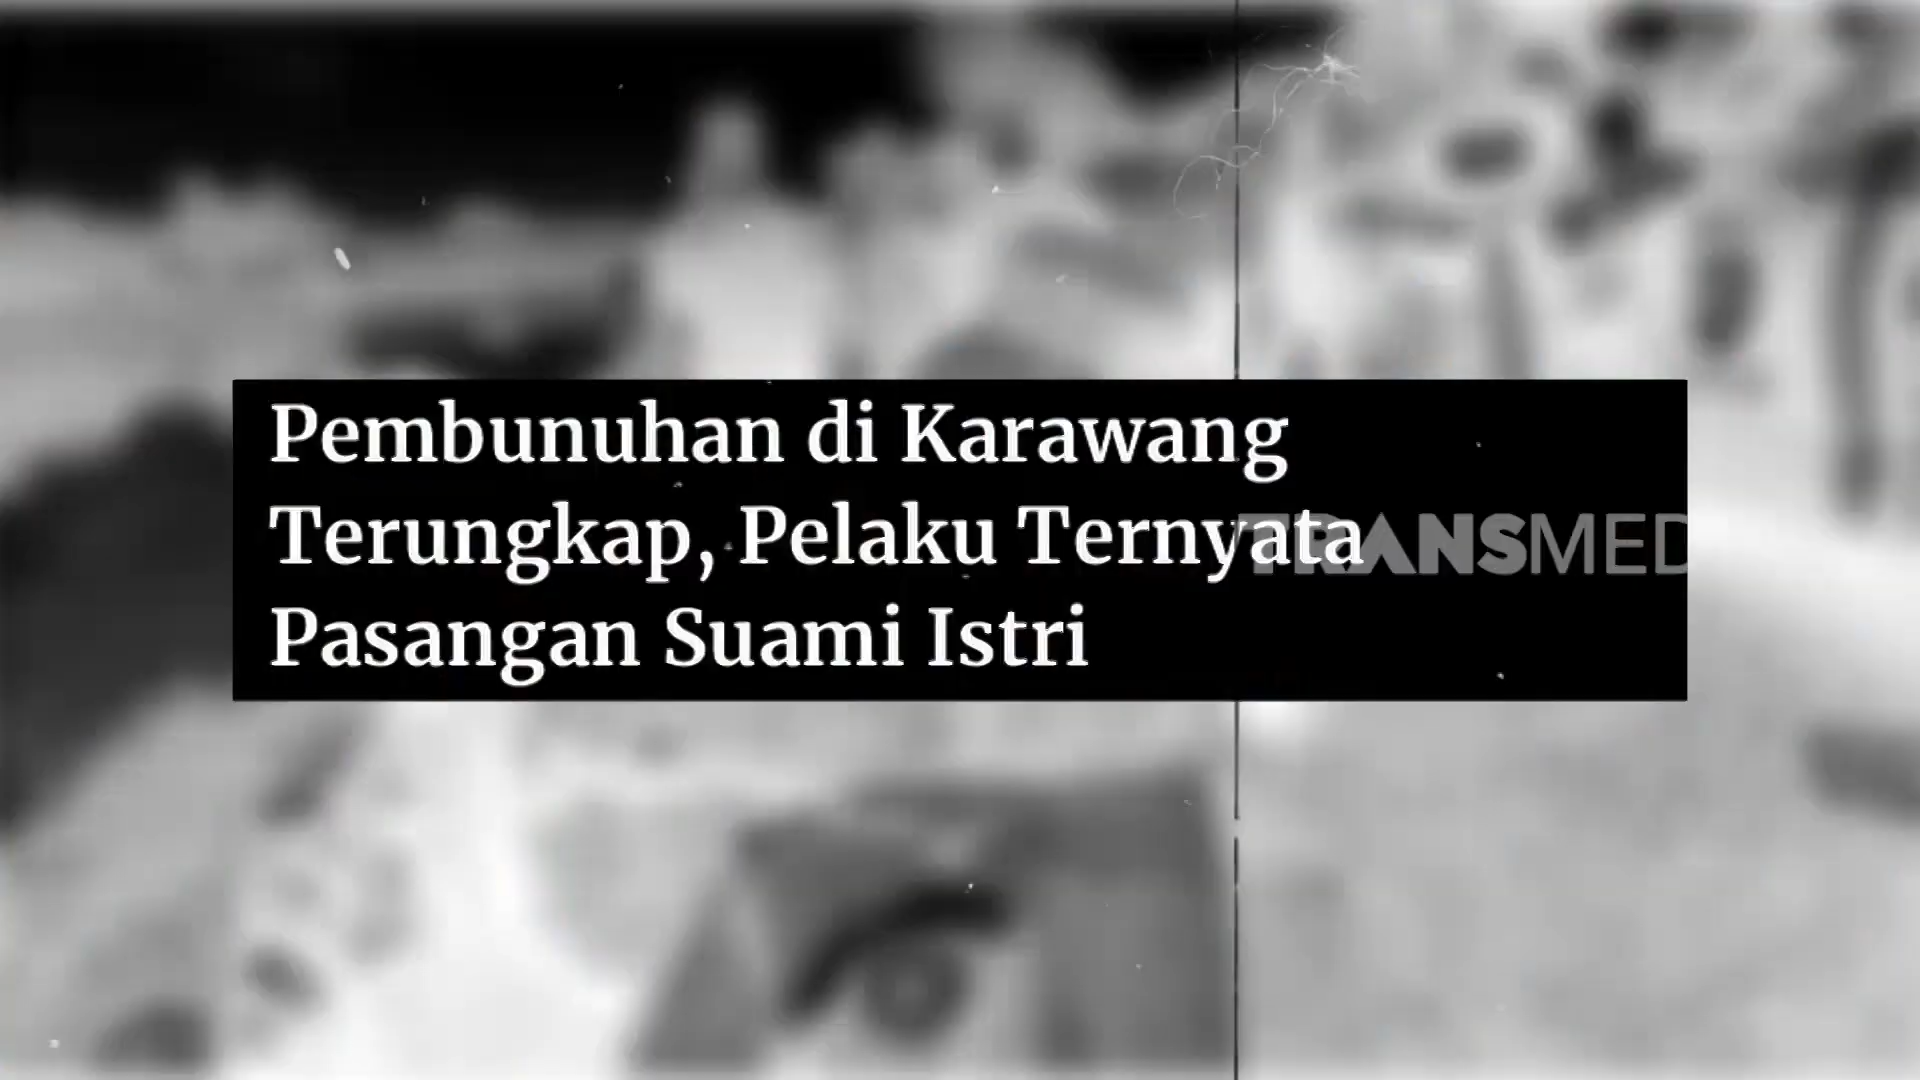 Pembunuhan di Karawang
Terungkap, Pelaku Ternyata
Pasangan Suami Istri
TRANSMED